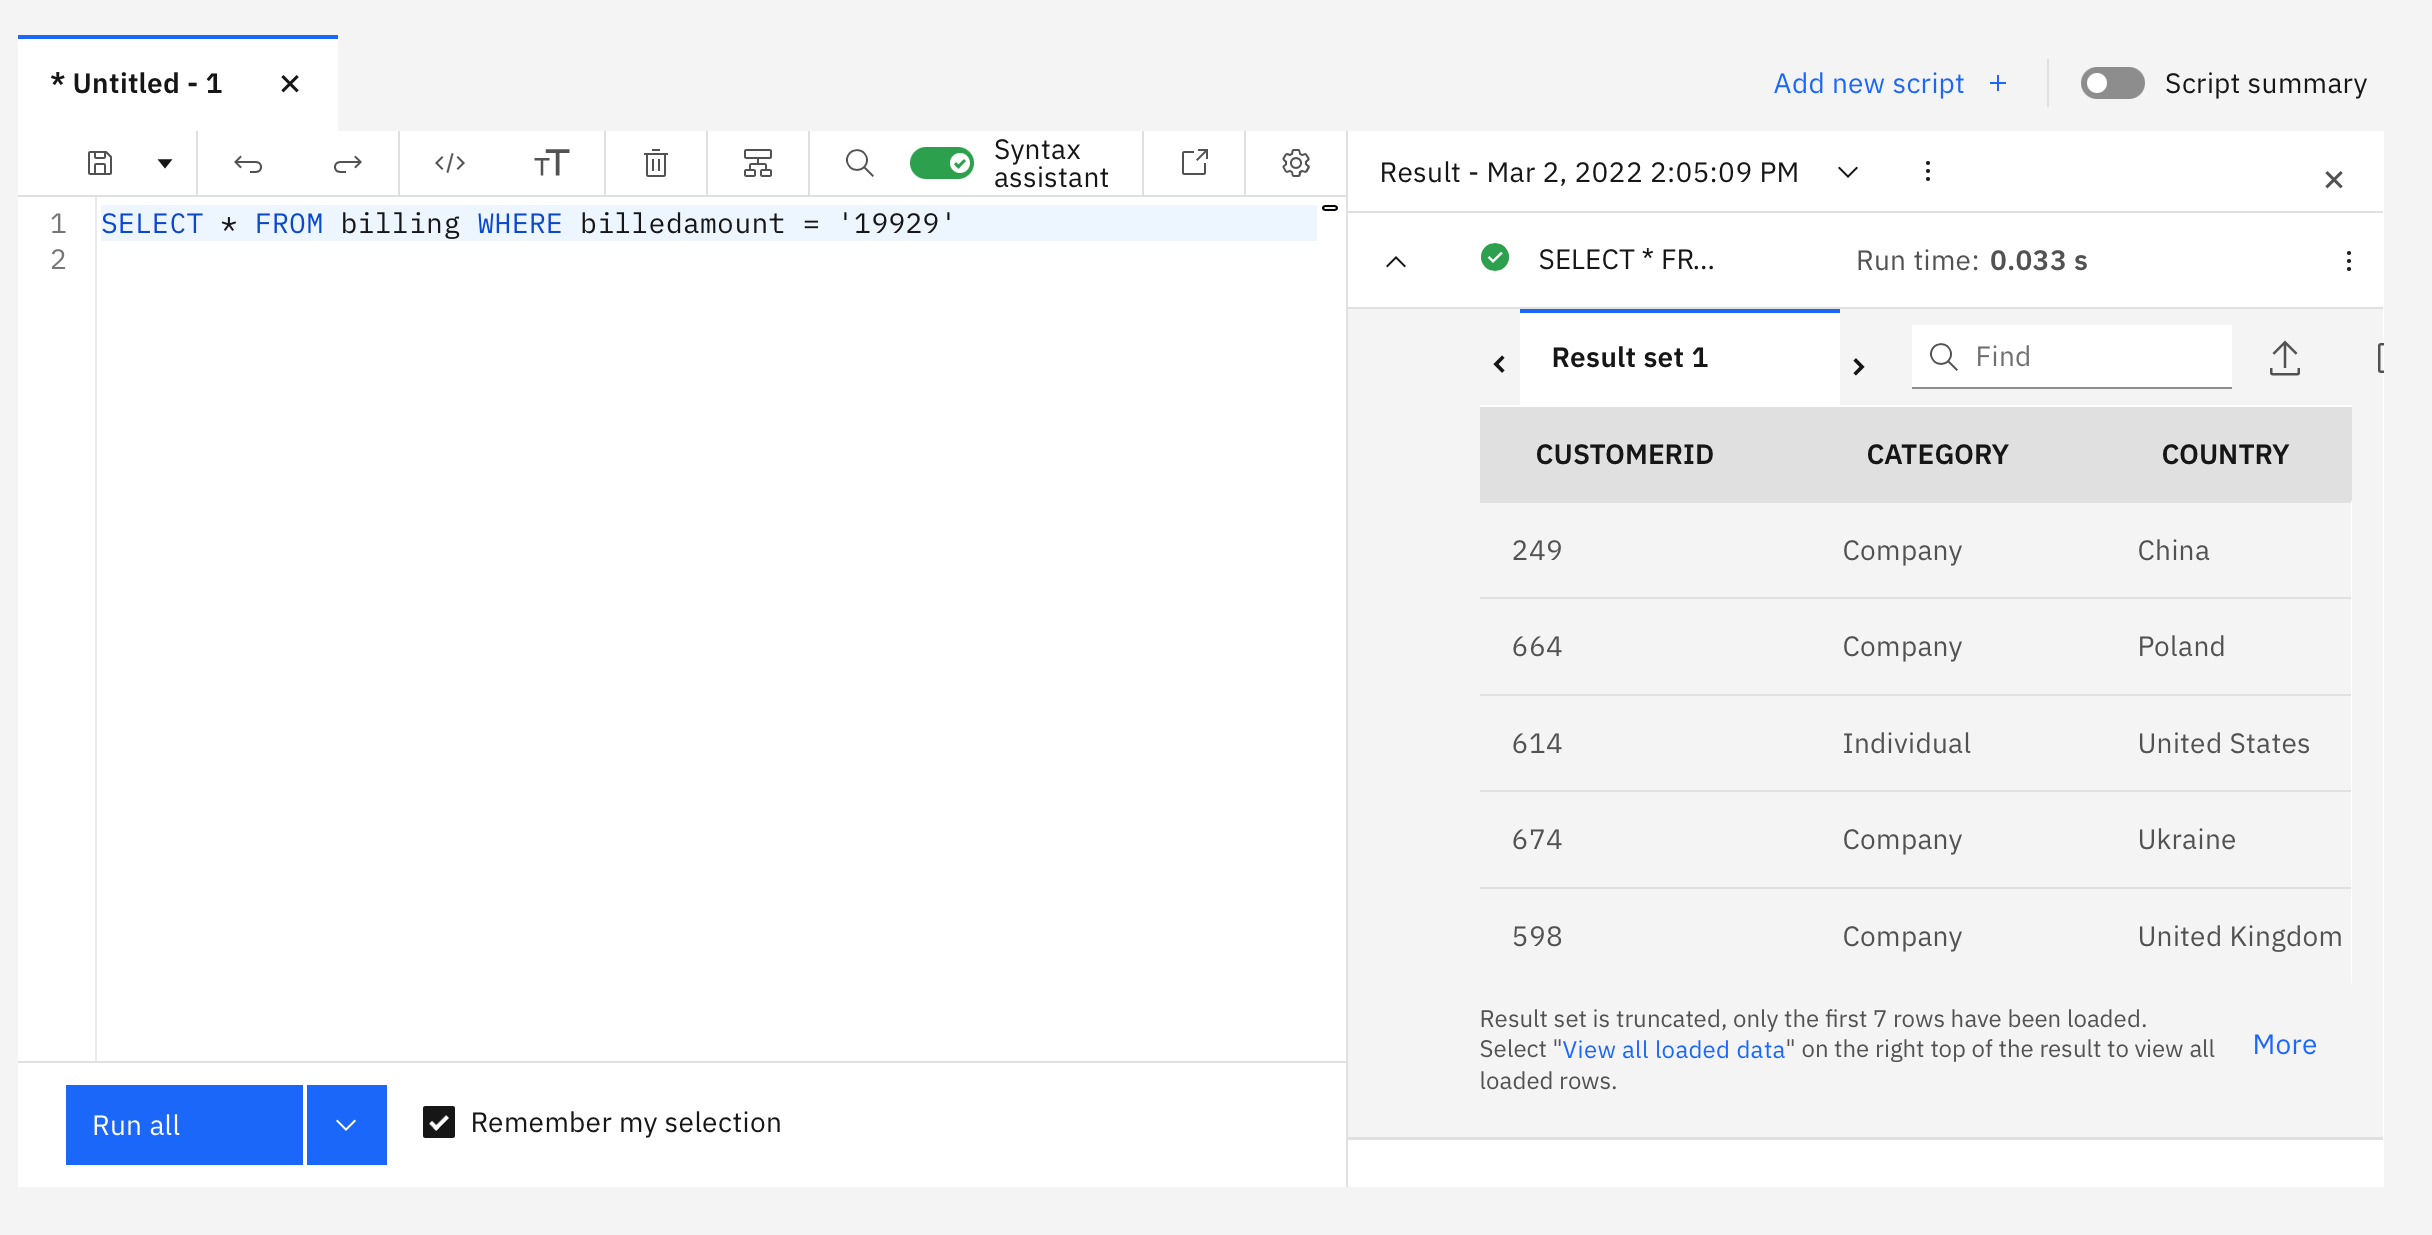 * Untitled - 1
Add new script +
Script summary
Syntax
assistant
Result - Mar 2, 2022 2:05:09 PM
1 SELECT * FROM billing WHERE billedamount = '19929'
2
SELECT * FR... Run time: 0.033 s
Result set 1
Find
CUSTOMERID CATEGORY COUNTRY
249 Company China
664 Company Poland
614 Individual United States
674 Company Ukraine
598 Company United Kingdom
Result set is truncated, only the first 7 rows have been loaded.
Select "View all loaded data" on the right top of the result to view all
loaded rows.
More
Run all
Remember my selection